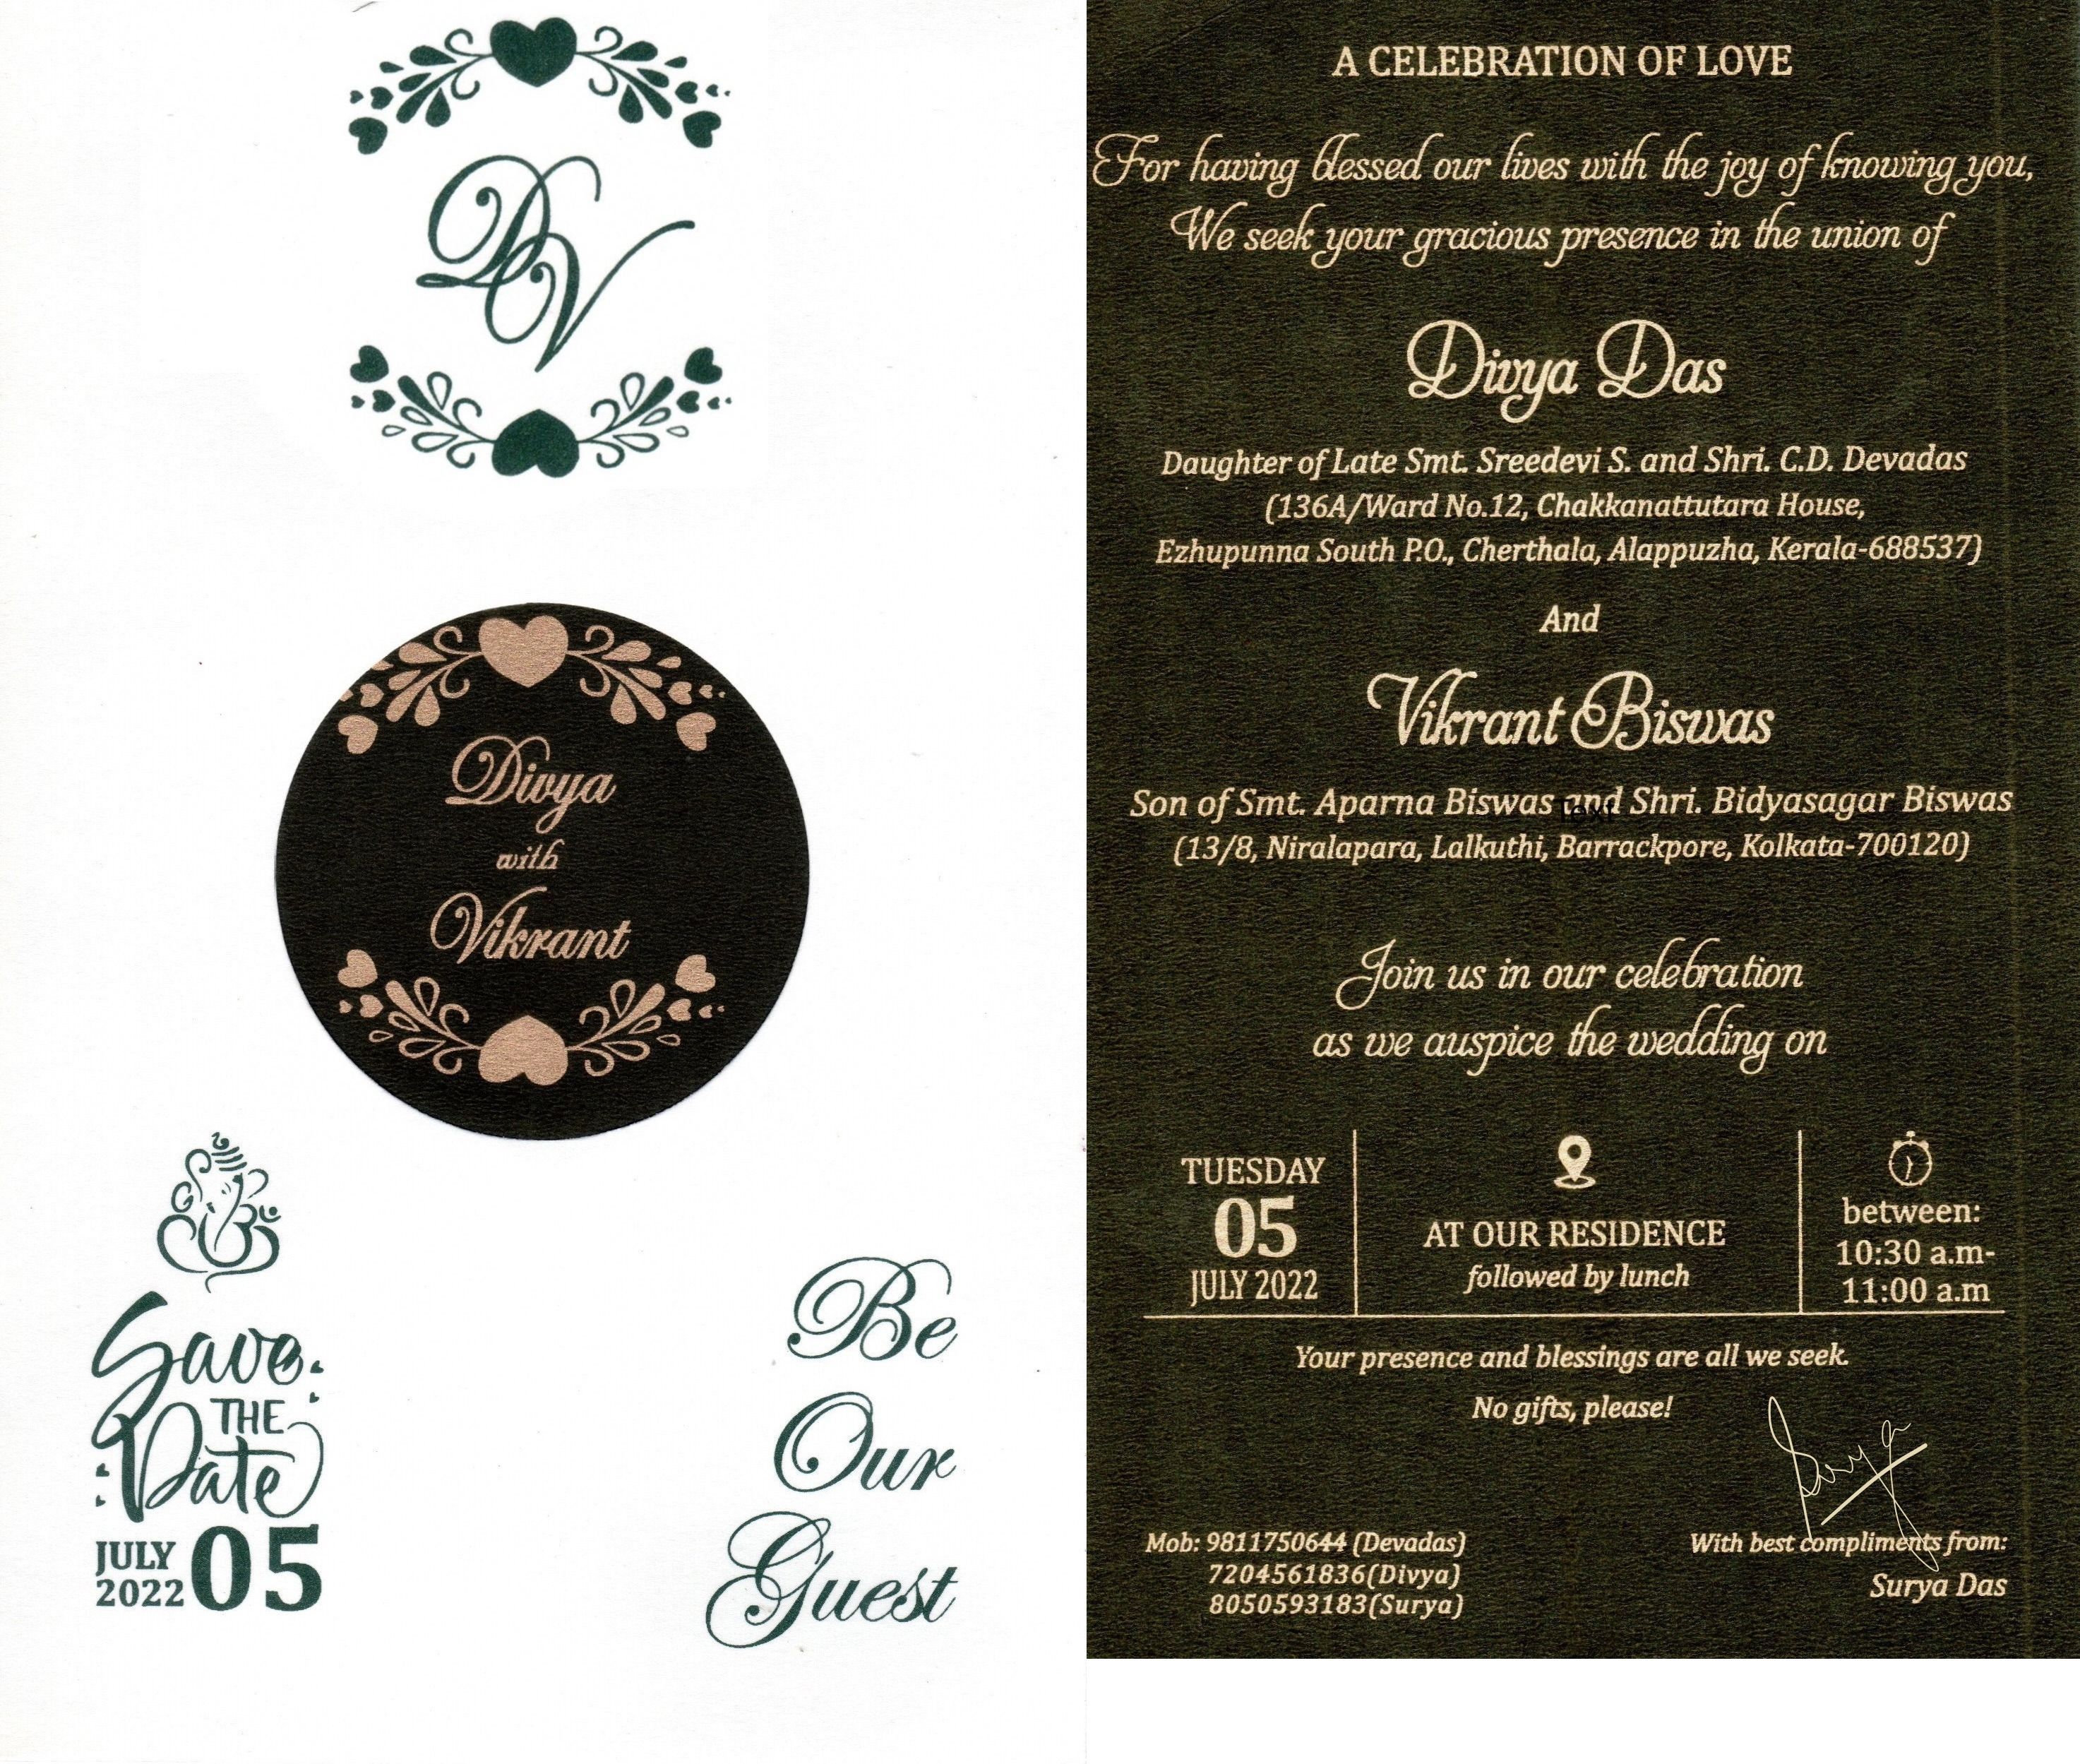 DV
Divya
with
Vikrant
Save
THE
Date
JULY
2022
05
Be
Our
Guest
A CELEBRATION OF LOVE
For having blessed our lives with the joy of knowing you,
We seek your gracious presence in the union of
Divya Das
Daughter of Late Smt. Sreedevi S. and Shri. C.D. Devadas
(136A/Ward No.12, Chakkanattutara House,
Ezhupunna South P.O., Cherthala, Alappuzha, Kerala-688537)
And
Vikrant Biswas
Son of Smt. Aparna Biswas and Shri. Bidyasagar Biswas
Text
(13/8, Niralapara, Lalkuthi, Barrackpore, Kolkata-700120)
Join us in our celebration
as we auspice the wedding on
TUESDAY
05
JULY 2022
AT OUR RESIDENCE
followed by lunch
between:
10:30 a.m-
11:00 a.m
Your presence and blessings are all we seek.
No gifts, please!
Surya
Mob: 9811750644 (Devadas)
7204561836(Divya)
8050593183(Surya)
With best compliments from:
Surya Das